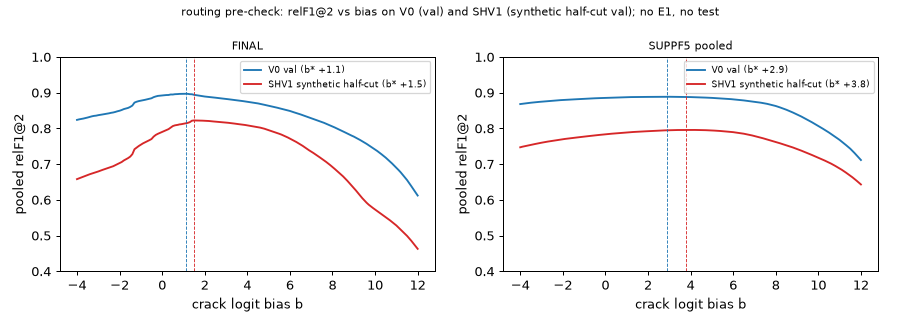 routing pre-check: relF1@2 vs bias on V0 (val) and SHV1 (synthetic half-cut val); no E1, no test
FINAL
pooled relF1@2
1.0
0.9
0.8
0.7
0.6
0.5
0.4
V0 val (b* +1.1)
SHV1 synthetic half-cut (b* +1.5)
−4 −2 0 2 4 6 8 10 12
crack logit bias b
SUPPF5 pooled
pooled relF1@2
1.0
0.9
0.8
0.7
0.6
0.5
0.4
V0 val (b* +2.9)
SHV1 synthetic half-cut (b* +3.8)
−4 −2 0 2 4 6 8 10 12
crack logit bias b